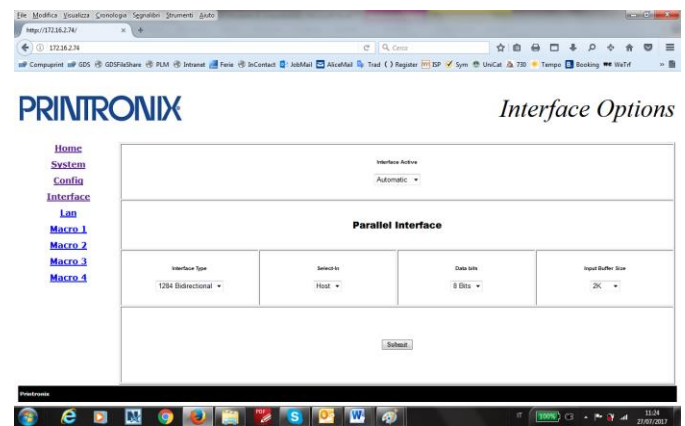 File Modifica Visualizza Cronologia Segnalibri Strumenti Aiuto
http://172.16.2.74/
172.16.2.74
Cerca
Compuprint GDS GDSFileShare PLM Intranet Ferie InContact JobMail AliceMail Trad Register ISP Sym UniCat 730 Tempo Booking WeTrf
PRINTRONIX
Interface Options
Home
System
Config
Interface
Lan
Macro 1
Macro 2
Macro 3
Macro 4
Interface Active
Automatic
Parallel Interface
Interface Type Select-In Data bits Input Buffer Size
1284 Bidirectional Host 8 Bits 2K
Submit
Printronix
IT 100% 11:24
27/07/2017